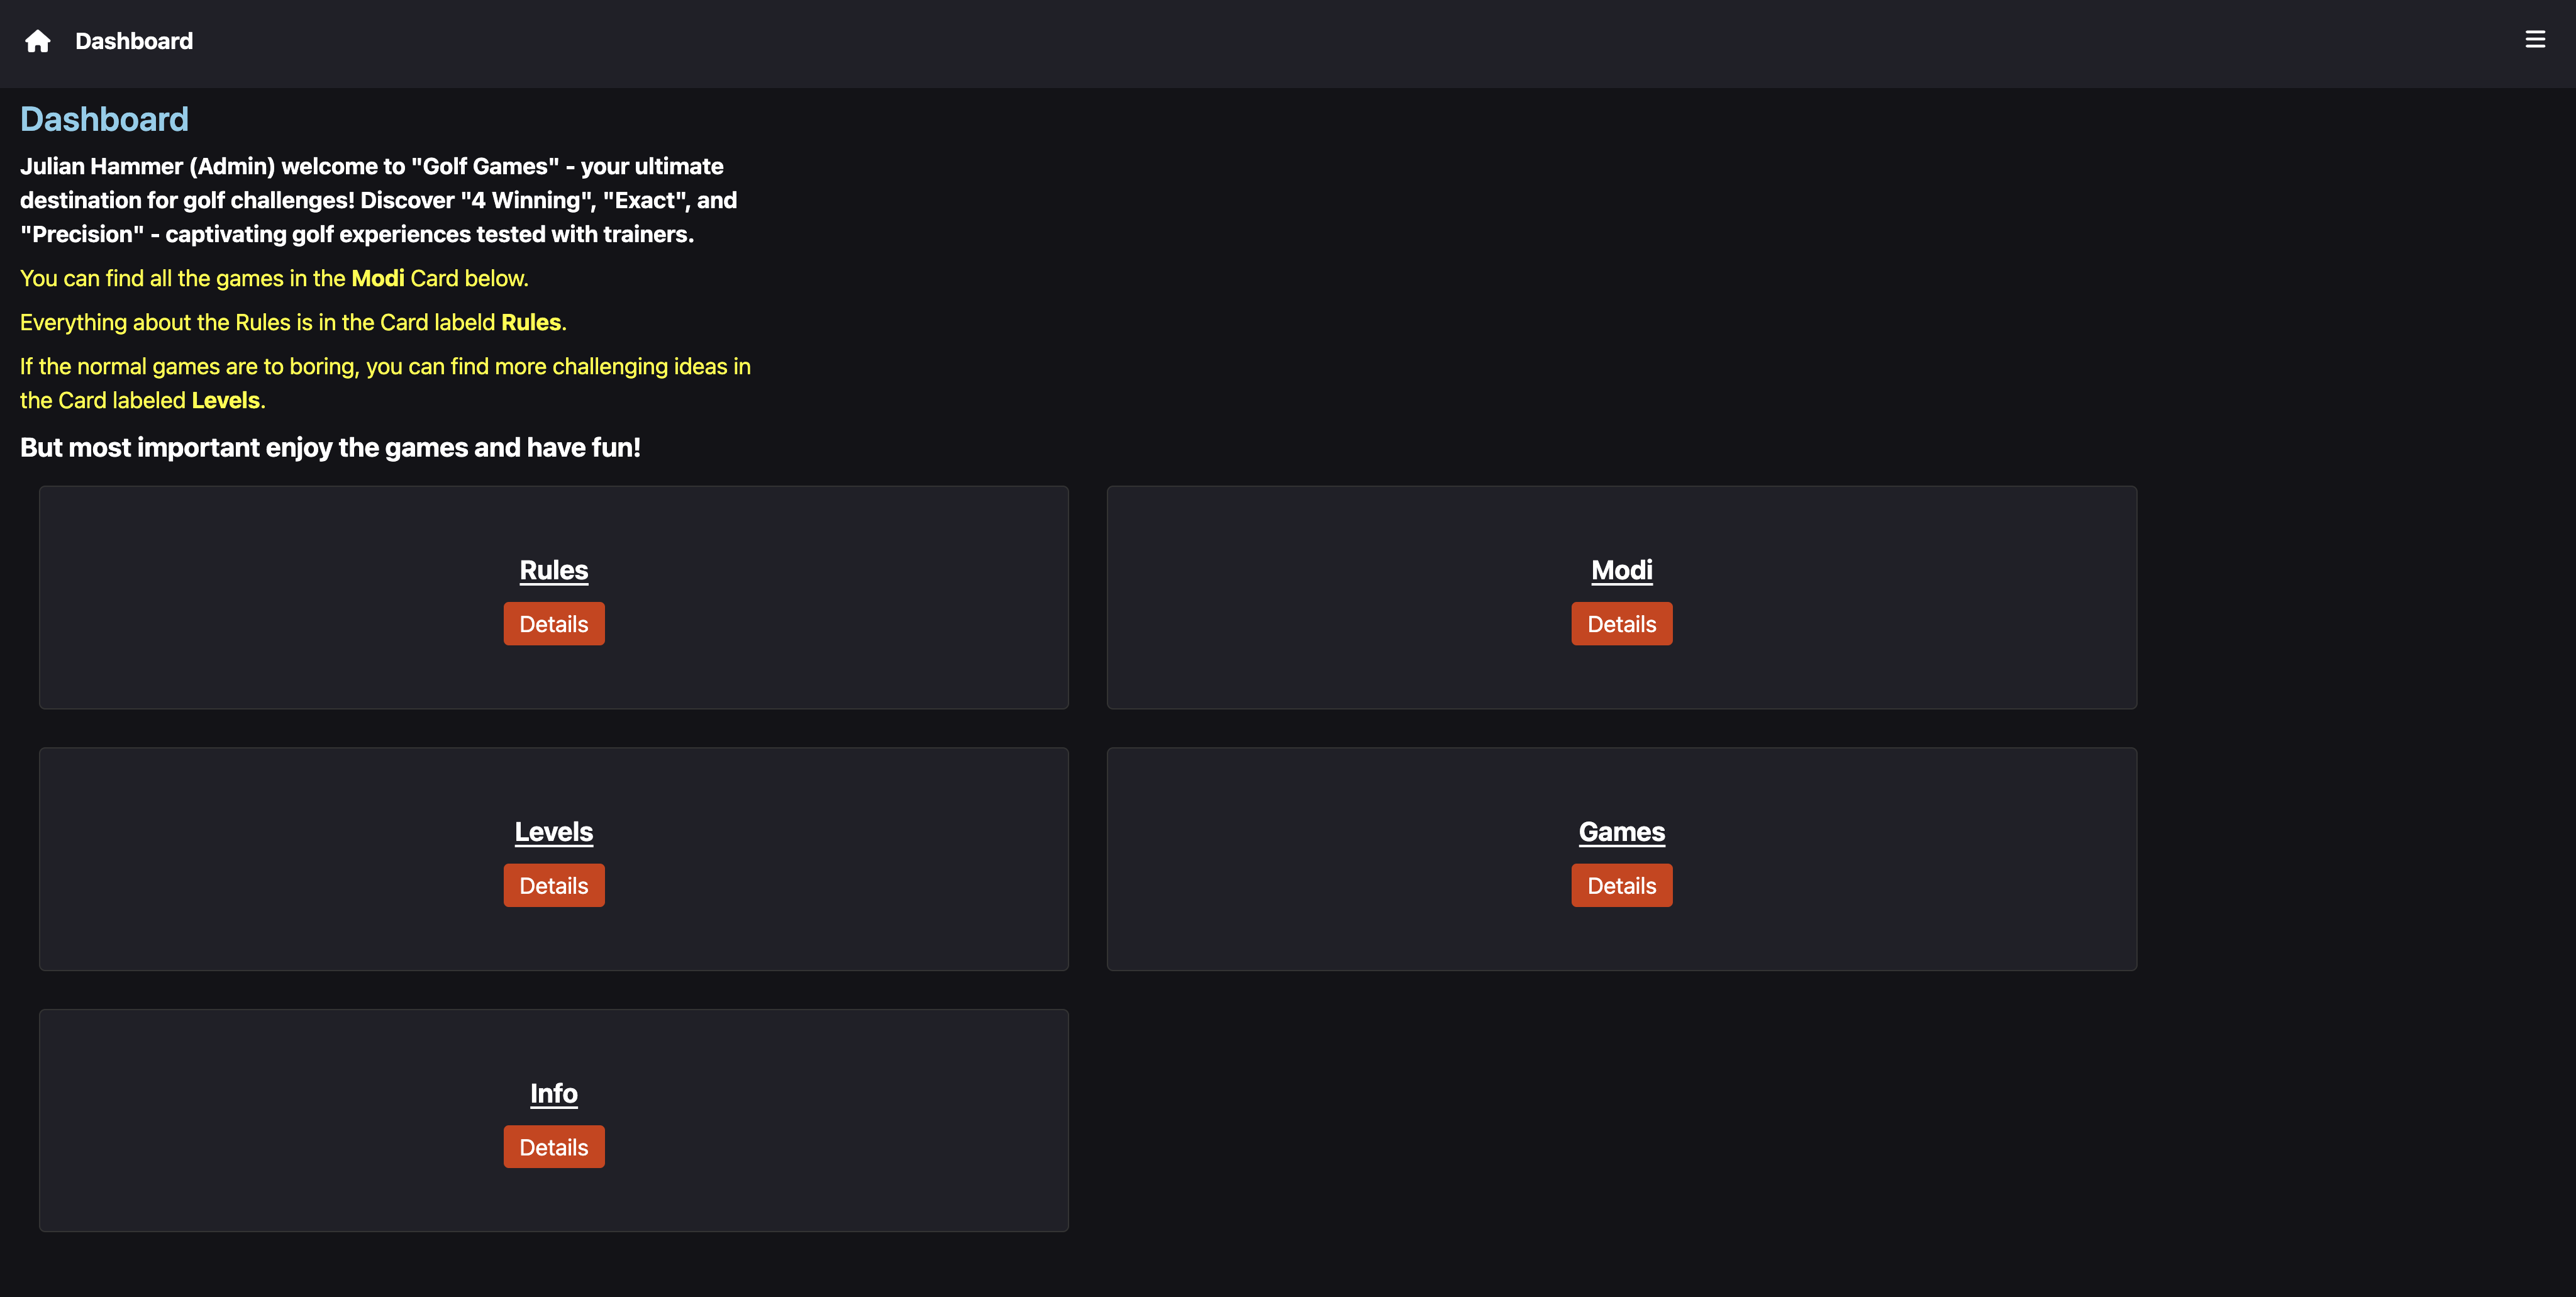 Dashboard
Dashboard
Julian Hammer (Admin) welcome to "Golf Games" - your ultimate
destination for golf challenges! Discover "4 Winning", "Exact", and
"Precision" - captivating golf experiences tested with trainers.
You can find all the games in the Modi Card below.
Everything about the Rules is in the Card labeld Rules.
If the normal games are to boring, you can find more challenging ideas in
the Card labeled Levels.
But most important enjoy the games and have fun!
Rules
Details
Modi
Details
Levels
Details
Games
Details
Info
Details